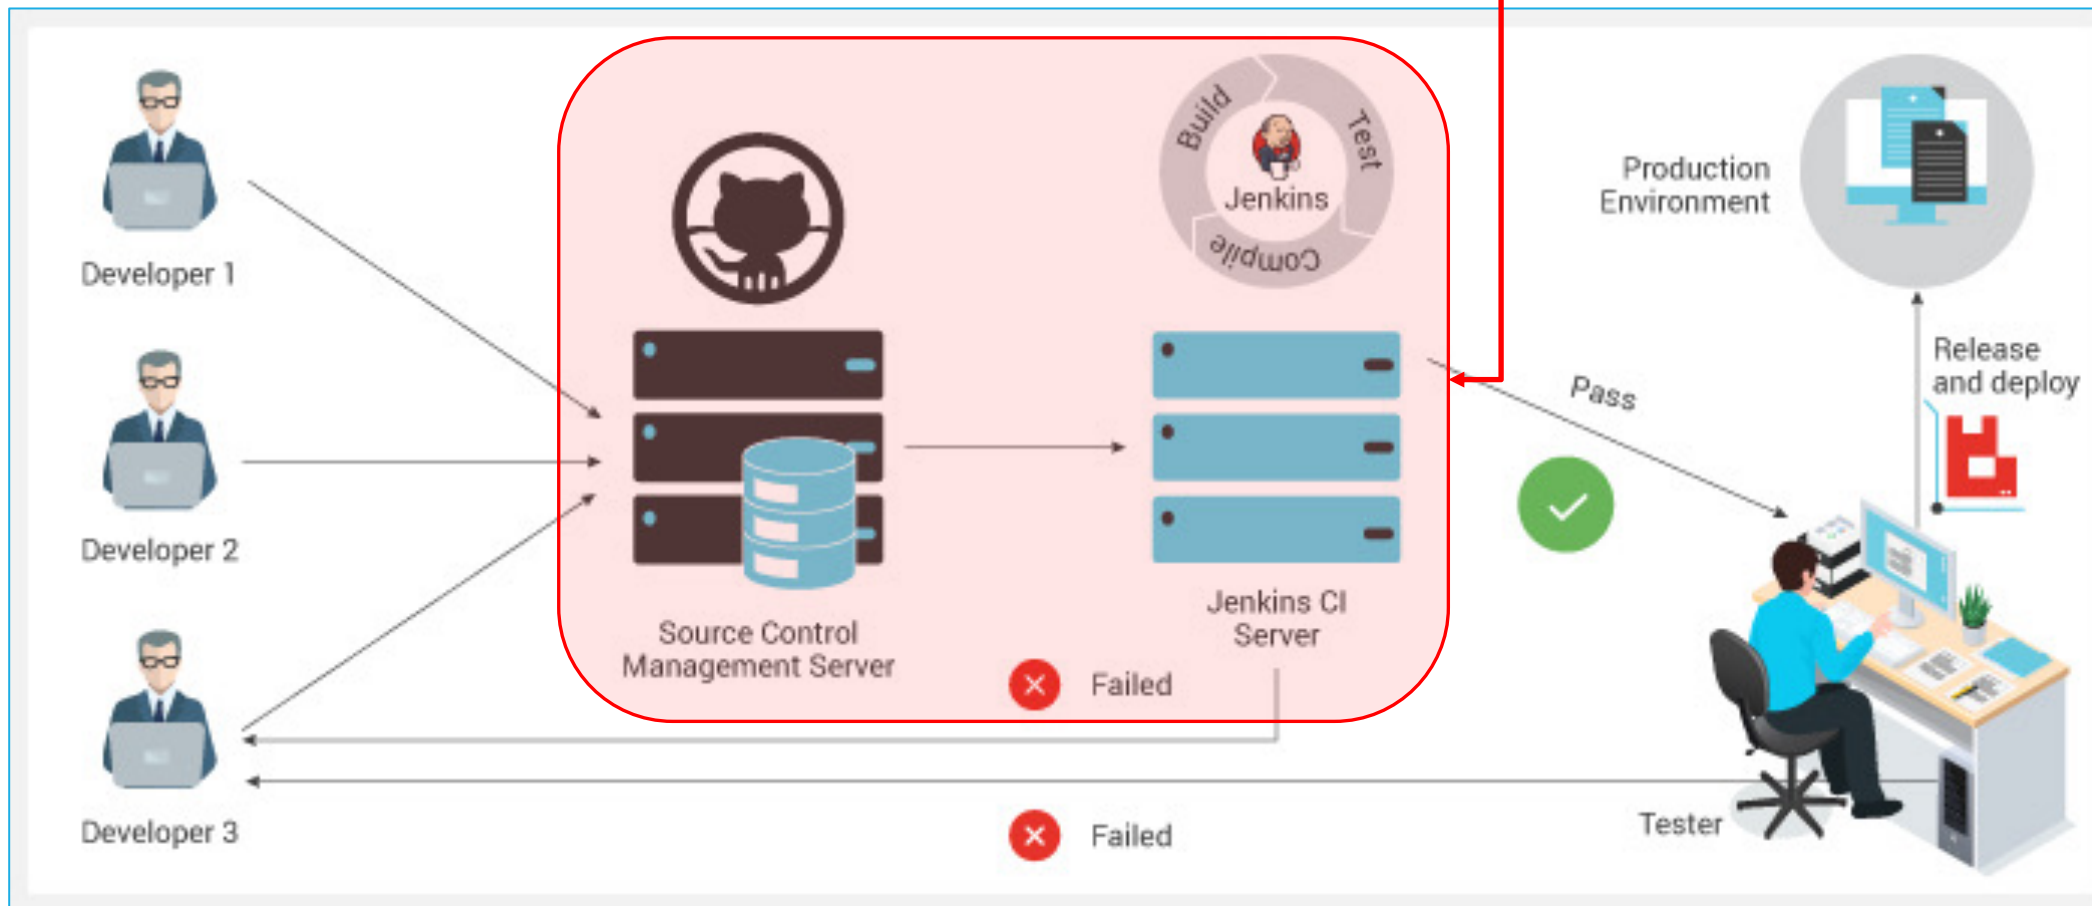 Developer 1
Developer 2
Developer 3
Source Control
Management Server
Build
Test
Compile
Jenkins
Jenkins CI
Server
Failed
Failed
Pass
Production
Environment
Release
and deploy
Tester